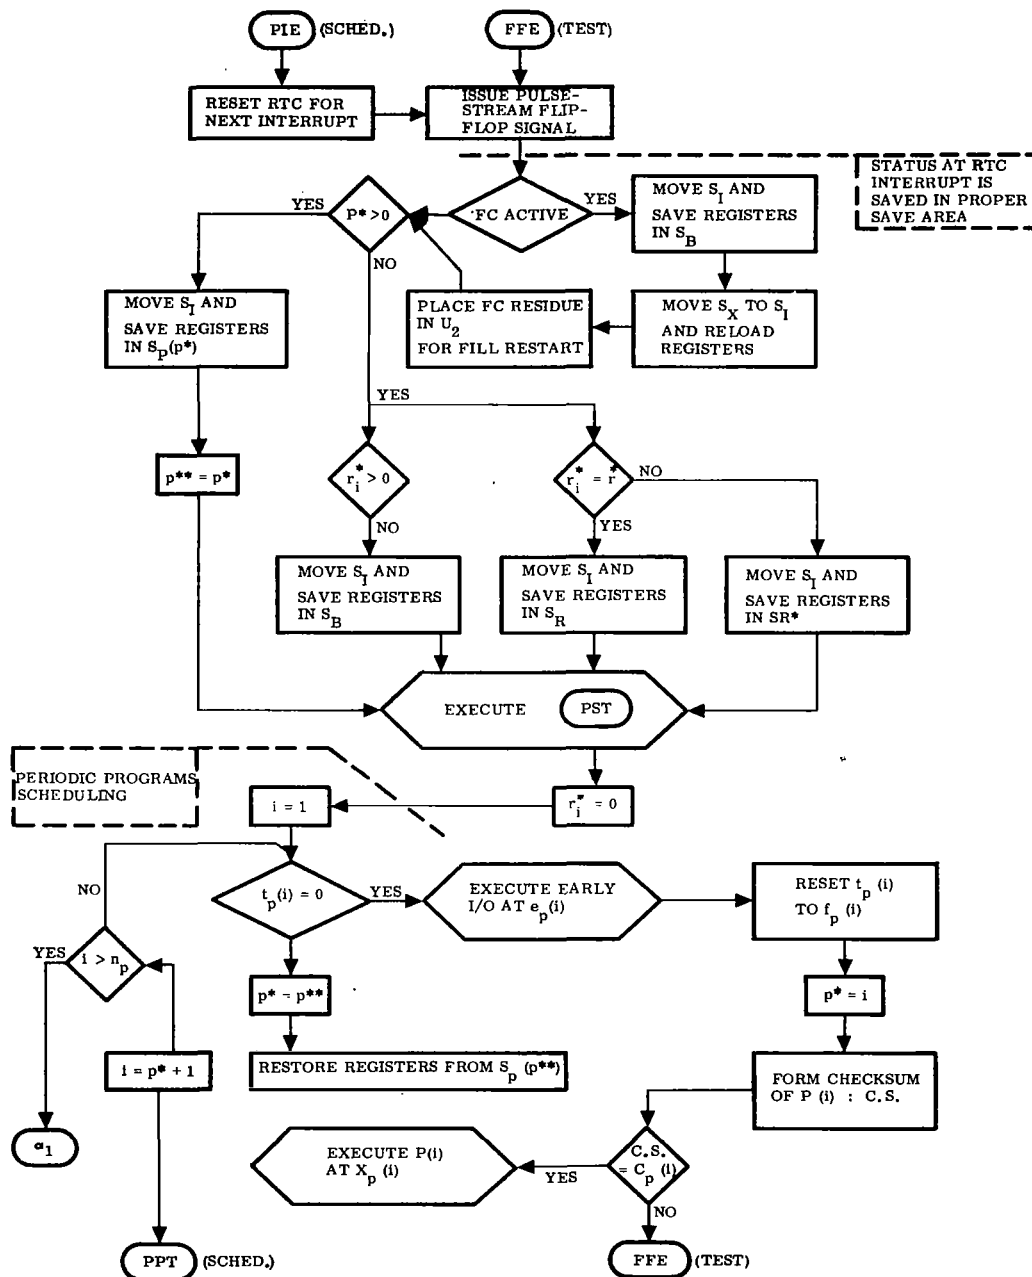 PIE (SCHED.)
FFE (TEST)
RESET RTC FOR
NEXT INTERRUPT
ISSUE PULSE-
STREAM FLIP-
FLOP SIGNAL
STATUS AT RTC
INTERRUPT IS
SAVED IN PROPER
SAVE AREA
FC ACTIVE
YES
MOVE S_I AND
SAVE REGISTERS
IN S_B
P* > 0
YES
NO
MOVE S_I AND
SAVE REGISTERS
IN S_P(p*)
PLACE FC RESIDUE
IN U_2
FOR FILL RESTART
MOVE S_X TO S_I
AND RELOAD
REGISTERS
YES
p** = p*
r_i* > 0
r_i* = r*
NO
NO
YES
MOVE S_I AND
SAVE REGISTERS
IN S_B
MOVE S_I AND
SAVE REGISTERS
IN S_R
MOVE S_I AND
SAVE REGISTERS
IN SR*
EXECUTE PST
PERIODIC PROGRAMS
SCHEDULING
i = 1
r_i* = 0
NO
t_p(i) = 0
YES
EXECUTE EARLY
I/O AT e_p(i)
RESET t_p(i)
TO f_p(i)
YES
i > n_p
p* = p**
p* = i
i = p* + 1
RESTORE REGISTERS FROM S_p(p**)
FORM CHECKSUM
OF P(i) : C.S.
α_1
EXECUTE P(i)
AT X_p(i)
YES
C.S.
= C_p(i)
NO
PPT (SCHED.)
FFE (TEST)